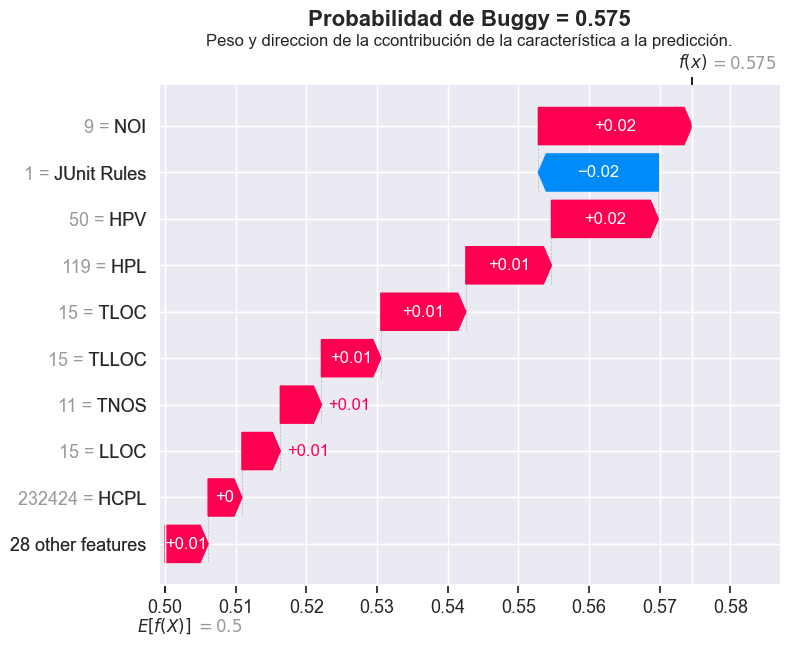 Probabilidad de Buggy = 0.575
Peso y direccion de la ccontribución de la característica a la predicción.
f(x) = 0.575
9 = NOI
+0.02
1 = JUnit Rules
−0.02
50 = HPV
+0.02
119 = HPL
+0.01
15 = TLOC
+0.01
15 = TLLOC
+0.01
11 = TNOS
+0.01
15 = LLOC
+0.01
232424 = HCPL
+0
28 other features
+0.01
0.50 0.51 0.52 0.53 0.54 0.55 0.56 0.57 0.58
E[f(X)] = 0.5